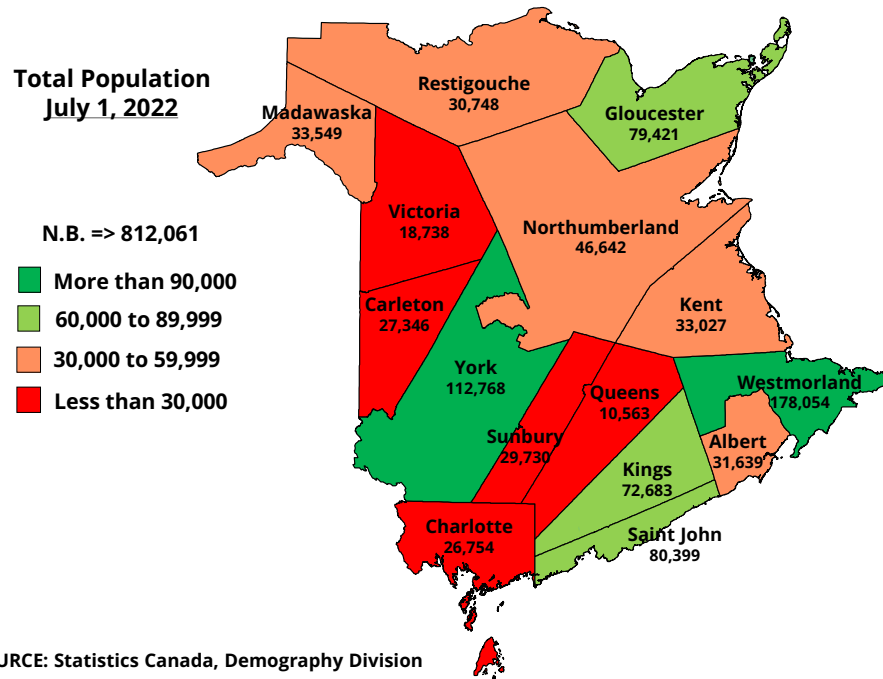 Total Population
July 1, 2022
N.B. => 812,061
More than 90,000
60,000 to 89,999
30,000 to 59,999
Less than 30,000
Restigouche
30,748
Madawaska
33,549
Gloucester
79,421
Victoria
18,738
Northumberland
46,642
Carleton
27,346
Kent
33,027
York
112,768
Queens
10,563
Westmorland
178,054
Sunbury
29,730
Albert
31,639
Kings
72,683
Charlotte
26,754
Saint John
80,399
URCE: Statistics Canada, Demography Division